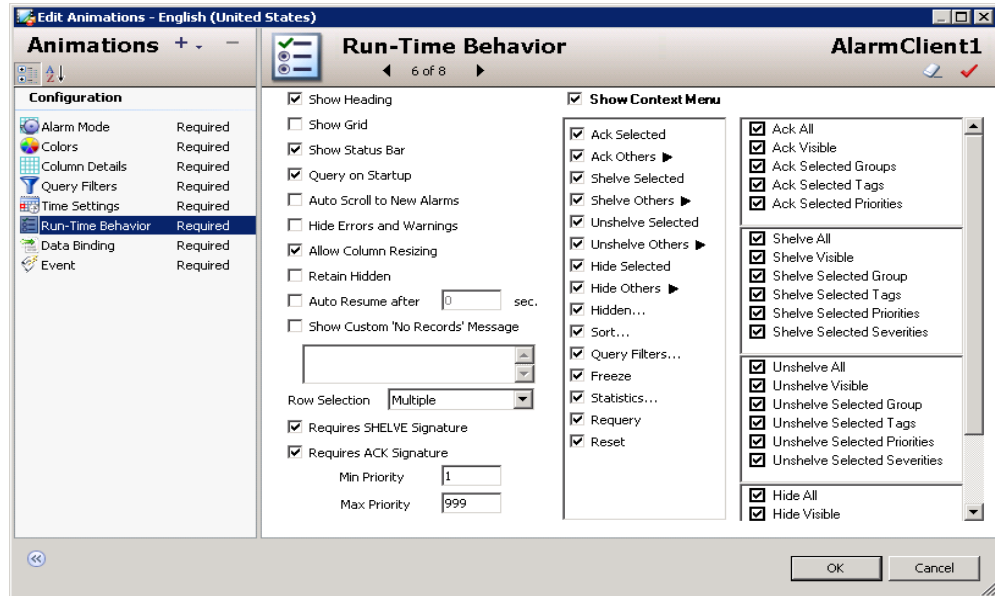 Edit Animations - English (United States)
Animations
Run-Time Behavior
6 of 8
AlarmClient1
Configuration
Alarm Mode Required
Colors Required
Column Details Required
Query Filters Required
Time Settings Required
Run-Time Behavior Required
Data Binding Required
Event Required
Show Heading
Show Grid
Show Status Bar
Query on Startup
Auto Scroll to New Alarms
Hide Errors and Warnings
Allow Column Resizing
Retain Hidden
Auto Resume after 0 sec.
Show Custom 'No Records' Message
Row Selection Multiple
Requires SHELVE Signature
Requires ACK Signature
Min Priority 1
Max Priority 999
Show Context Menu
Ack Selected
Ack Others
Shelve Selected
Shelve Others
Unshelve Selected
Unshelve Others
Hide Selected
Hide Others
Hidden...
Sort...
Query Filters...
Freeze
Statistics...
Requery
Reset
Ack All
Ack Visible
Ack Selected Groups
Ack Selected Tags
Ack Selected Priorities
Shelve All
Shelve Visible
Shelve Selected Group
Shelve Selected Tags
Shelve Selected Priorities
Shelve Selected Severities
Unshelve All
Unshelve Visible
Unshelve Selected Group
Unshelve Selected Tags
Unshelve Selected Priorities
Unshelve Selected Severities
Hide All
Hide Visible
OK
Cancel